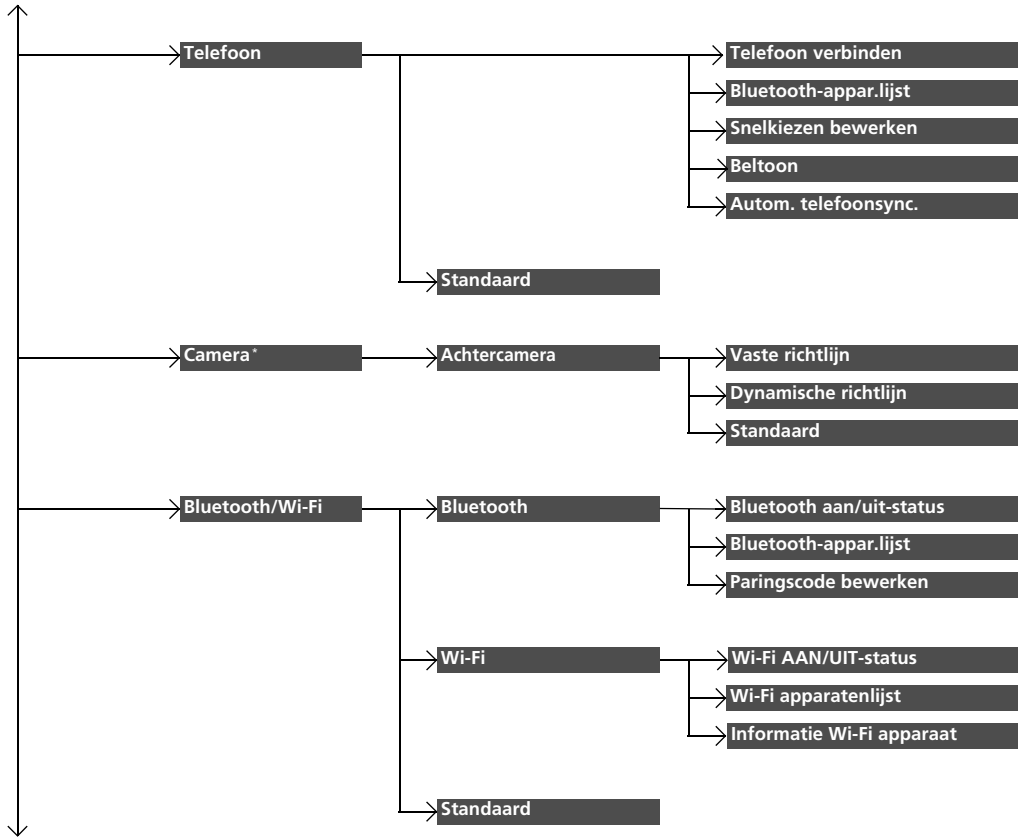 Telefoon
Telefoon verbinden
Bluetooth-appar.lijst
Snelkiezen bewerken
Beltoon
Autom. telefoonsync.
Standaard
Camera*
Achtercamera
Vaste richtlijn
Dynamische richtlijn
Standaard
Bluetooth/Wi-Fi
Bluetooth
Bluetooth aan/uit-status
Bluetooth-appar.lijst
Paringscode bewerken
Wi-Fi
Wi-Fi AAN/UIT-status
Wi-Fi apparatenlijst
Informatie Wi-Fi apparaat
Standaard